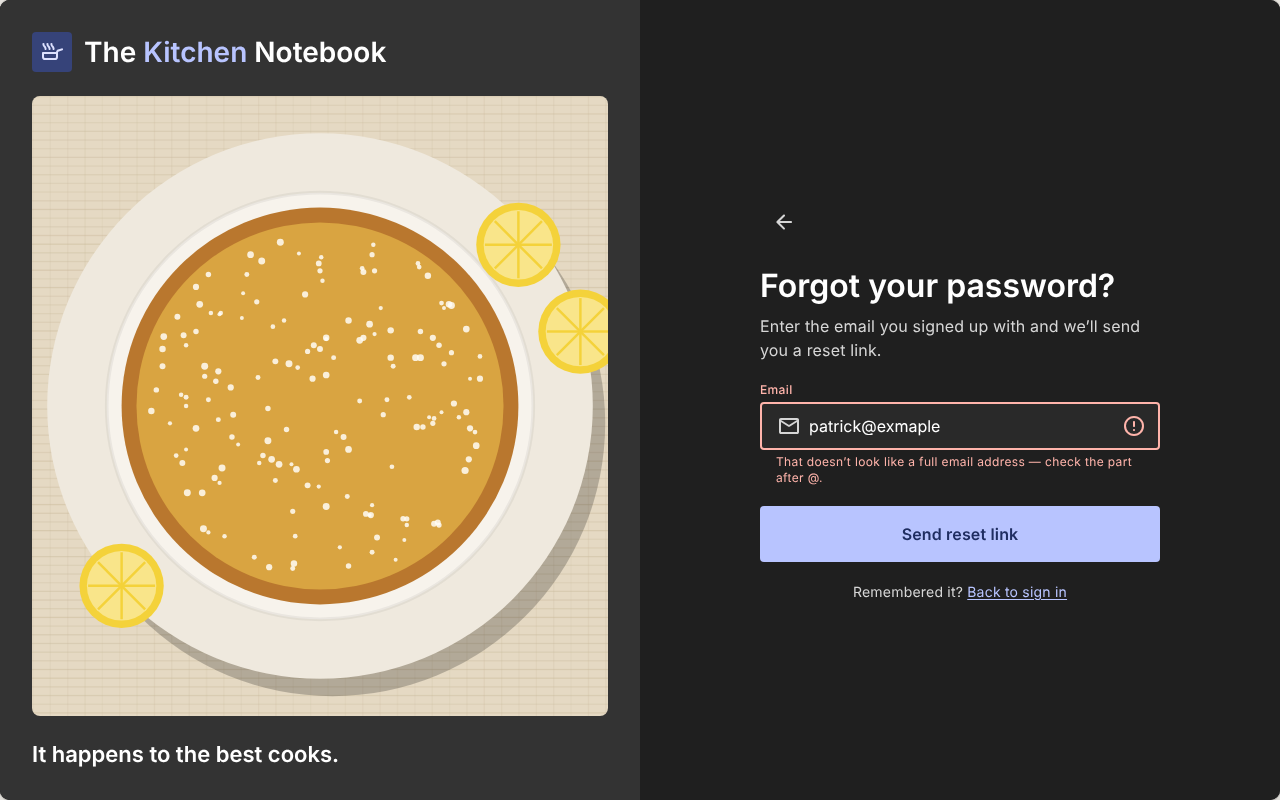 The Kitchen Notebook
It happens to the best cooks.
Forgot your password?
Enter the email you signed up with and we’ll send
you a reset link.
Email
patrick@exmaple
That doesn’t look like a full email address — check the part
after @.
Send reset link
Remembered it? Back to sign in